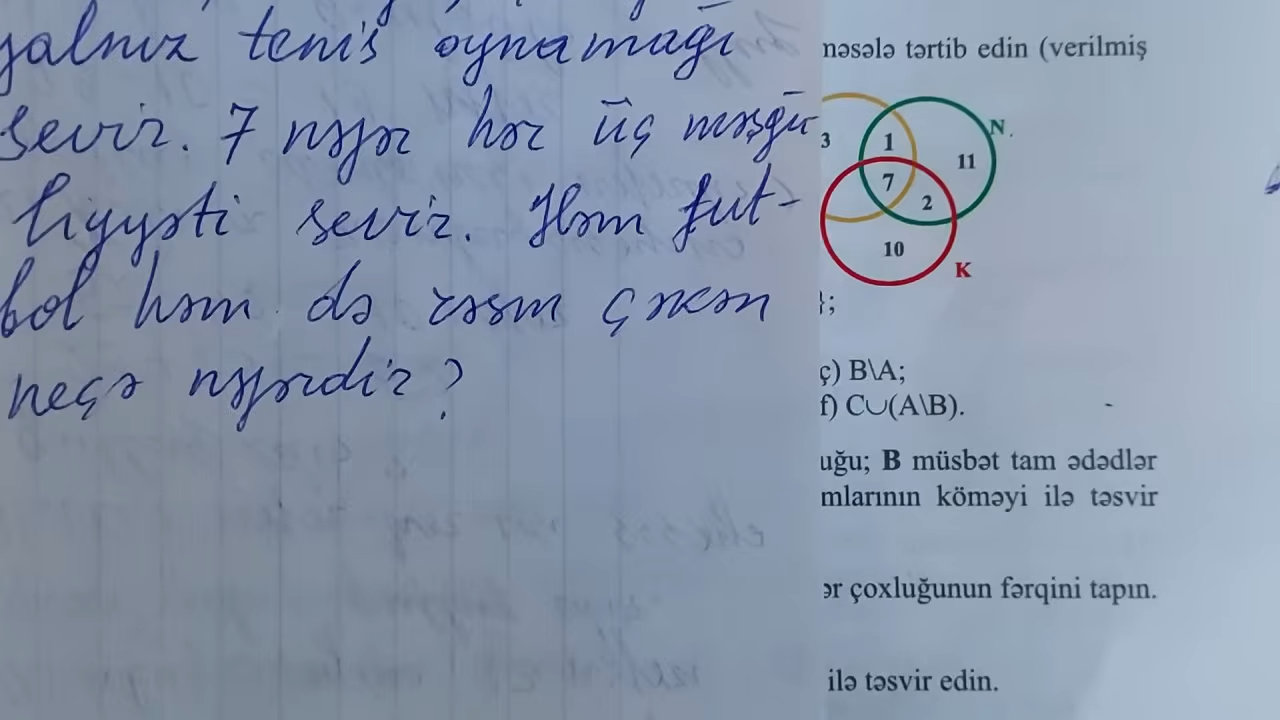 yalnız tenis oynamağı
sevir. 7 nəfər hər üç məşğu
liyyəti sevir. Həm fut-
bol həm də rəsm çəkən
neçə nəfərdir?
məsələ tərtib edin (verilmiş
3
1
N
11
7
2
10
K
};
ç) B\A;
f) C∪(A\B).
uğu; B müsbət tam ədədlər
mlarının köməyi ilə təsvir
ər çoxluğunun fərqini tapın.
ilə təsvir edin.